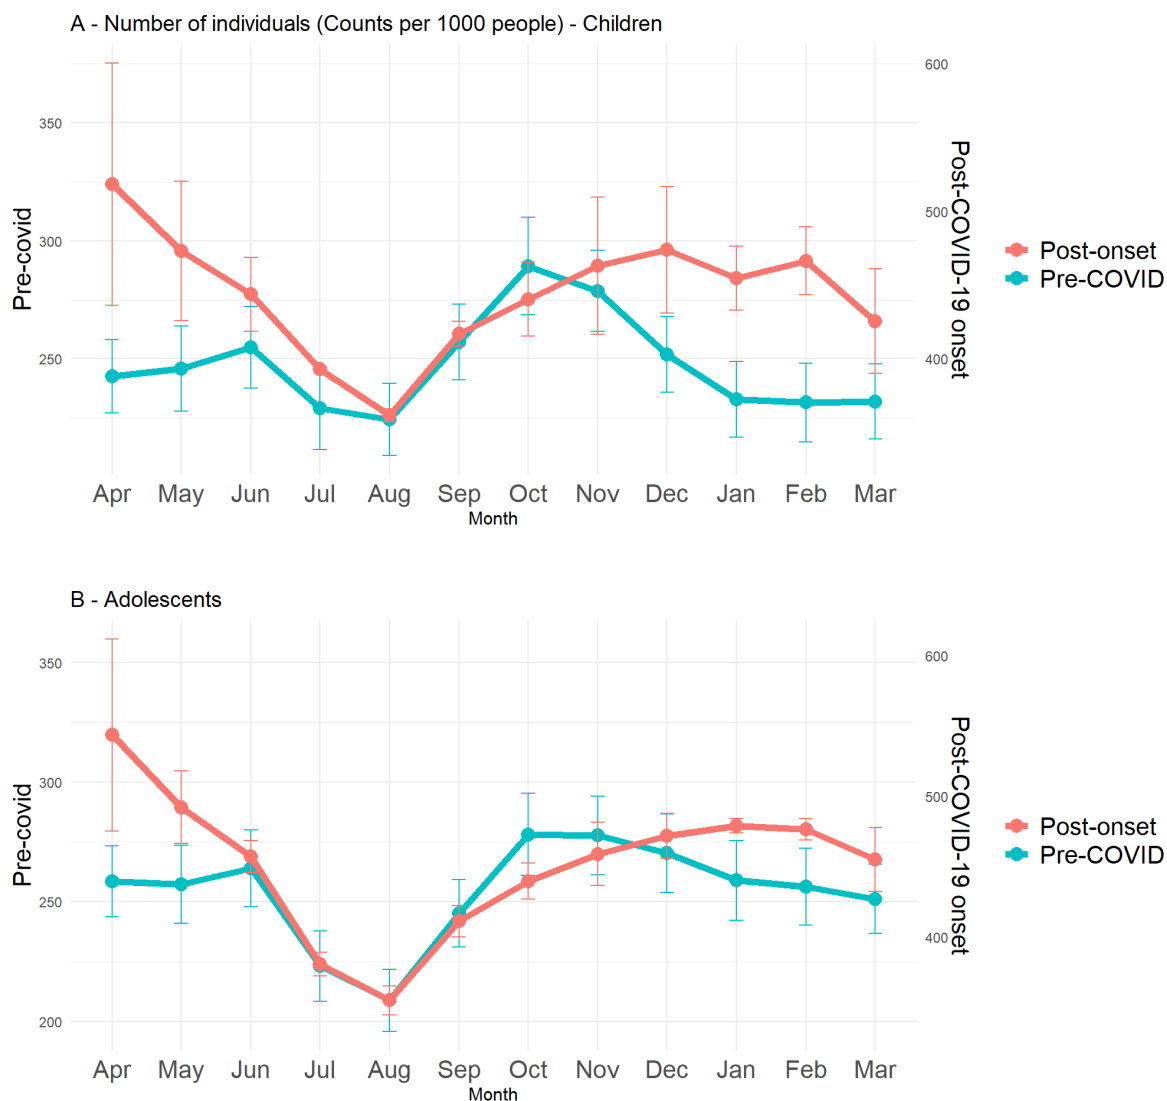 A - Number of individuals (Counts per 1000 people) - Children
600
350
500
300
400
250
Pre-covid
Post-COVID-19 onset
Post-onset
Pre-COVID
Apr May Jun Jul Aug Sep Oct Nov Dec Jan Feb Mar
Month
B - Adolescents
600
350
300
500
250
400
200
Pre-covid
Post-COVID-19 onset
Post-onset
Pre-COVID
Apr May Jun Jul Aug Sep Oct Nov Dec Jan Feb Mar
Month